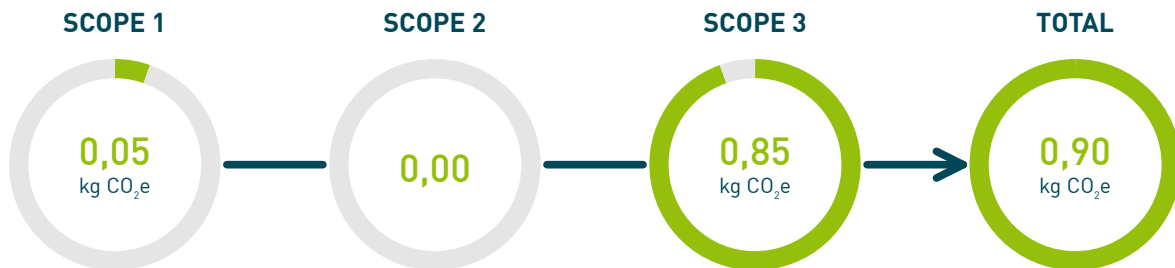 SCOPE 1
SCOPE 2
SCOPE 3
TOTAL
0,05
kg CO₂e
0,00
0,85
kg CO₂e
0,90
kg CO₂e